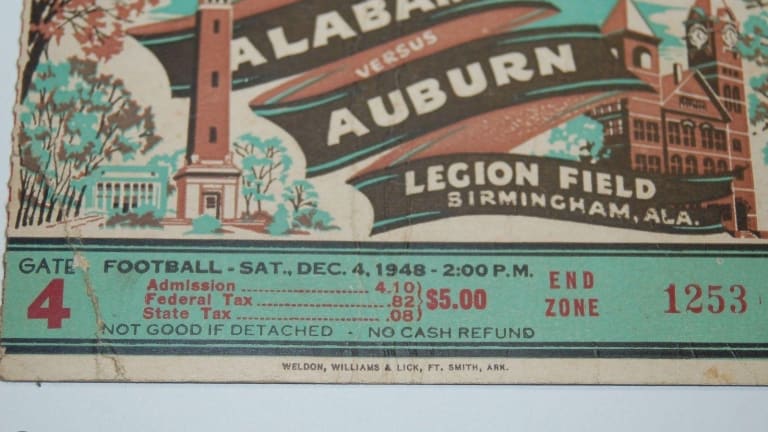 ALABAMA
VERSUS
AUBURN
LEGION FIELD
BIRMINGHAM, ALA.
GATE 4
FOOTBALL - SAT., DEC. 4, 1948 - 2:00 P.M.
Admission 4.10
Federal Tax .82
State Tax .08
$5.00
NOT GOOD IF DETACHED - NO CASH REFUND
END
ZONE
1253
WELDON, WILLIAMS & LICK, FT. SMITH, ARK.